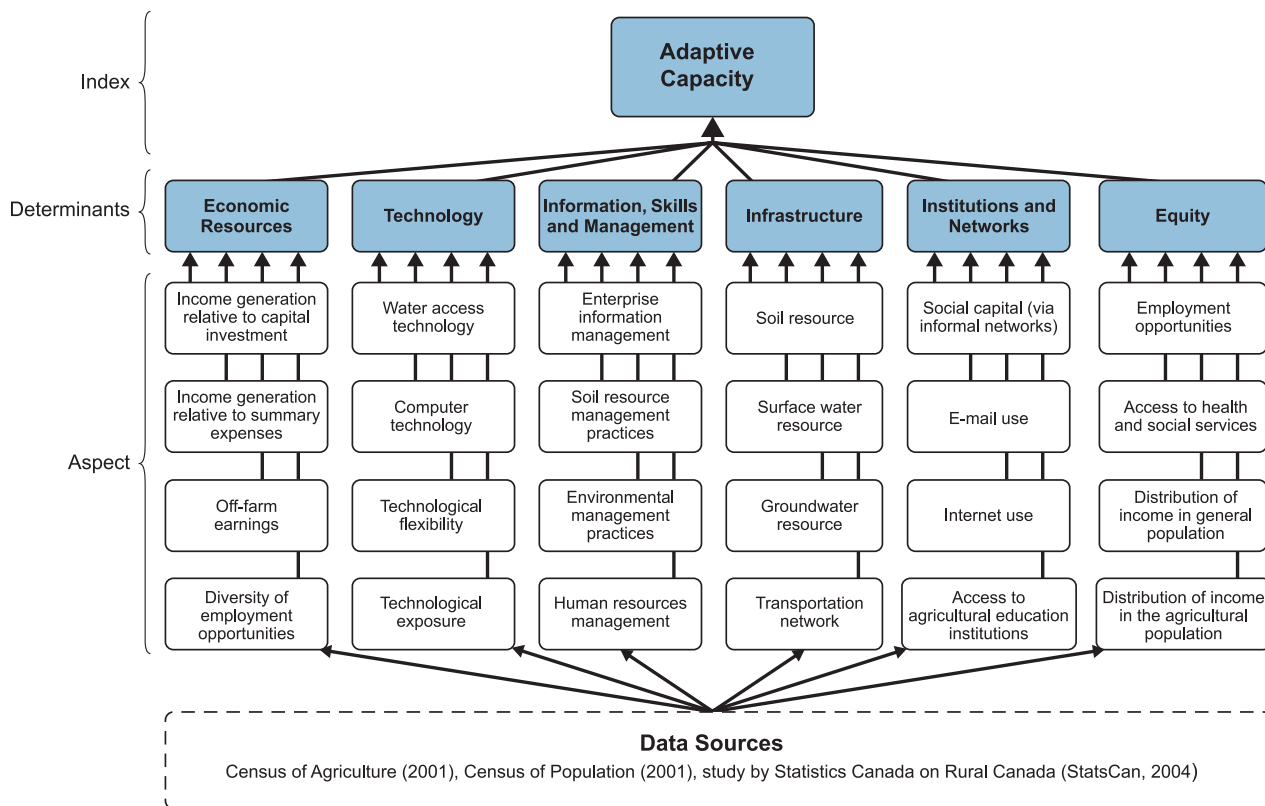 Adaptive
Capacity
Index
Determinants
Economic
Resources
Technology
Information, Skills
and Management
Infrastructure
Institutions and
Networks
Equity
Aspect
Income generation
relative to capital
investment
Water access
technology
Enterprise
information
management
Soil resource
Social capital (via
informal networks)
Employment
opportunities
Income generation
relative to summary
expenses
Computer
technology
Soil resource
management
practices
Surface water
resource
E-mail use
Access to health
and social services
Off-farm
earnings
Technological
flexibility
Environmental
management
practices
Groundwater
resource
Internet use
Distribution of
income in general
population
Diversity of
employment
opportunities
Technological
exposure
Human resources
management
Transportation
network
Access to
agricultural education
institutions
Distribution of income
in the agricultural
population
Data Sources
Census of Agriculture (2001), Census of Population (2001), study by Statistics Canada on Rural Canada (StatsCan, 2004)